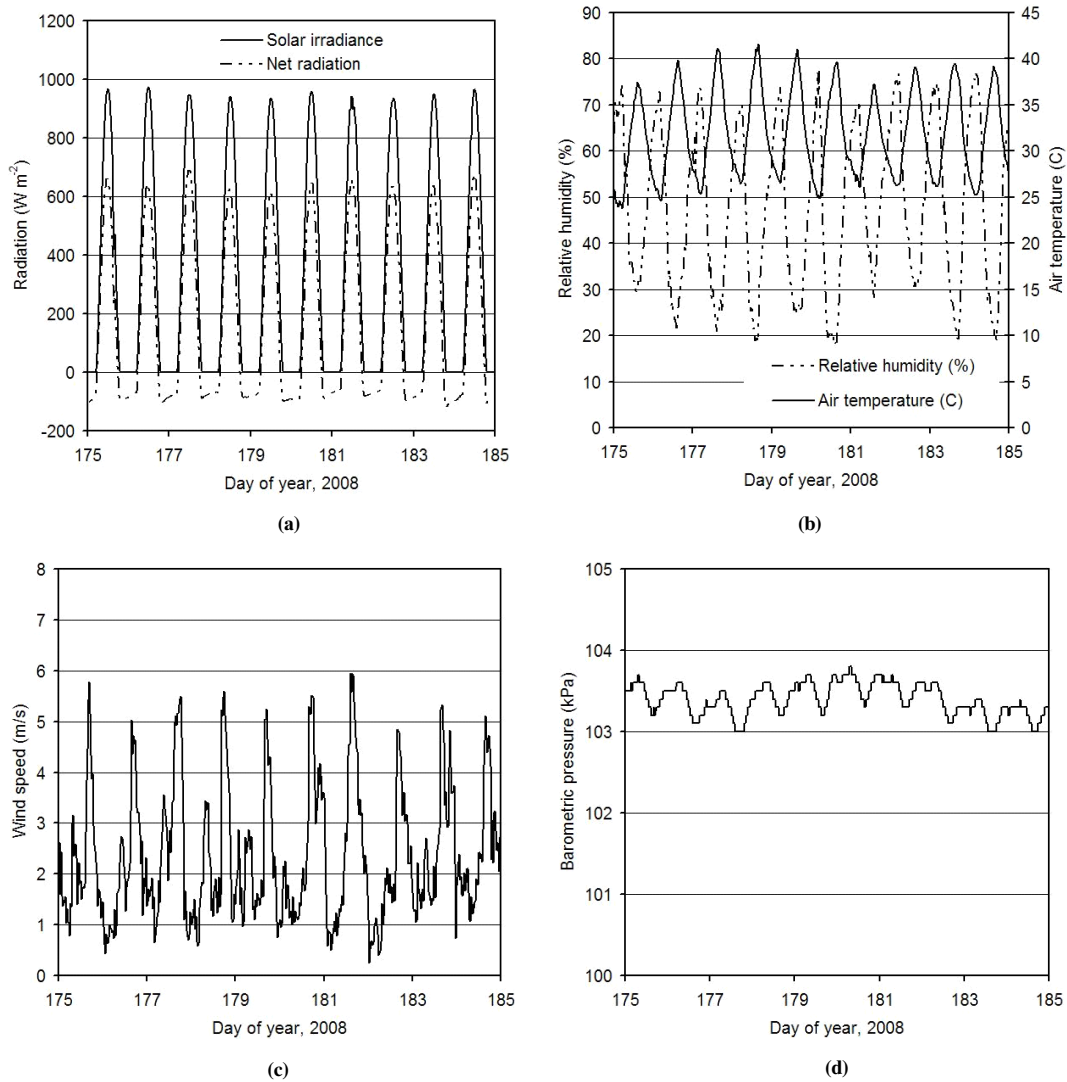 1200
1000
800
600
400
200
0
-200
Radiation (W m-2)
Solar irradiance
Net radiation
175 177 179 181 183 185
Day of year, 2008
(a)
90
80
70
60
50
40
30
20
10
0
Relative humidity (%)
45
40
35
30
25
20
15
10
5
0
Air temperature (C)
Relative humidity (%)
Air temperature (C)
175 177 179 181 183 185
Day of year, 2008
(b)
8
7
6
5
4
3
2
1
0
Wind speed (m/s)
175 177 179 181 183 185
Day of year, 2008
(c)
105
104
103
102
101
100
Barometric pressure (kPa)
175 177 179 181 183 185
Day of year, 2008
(d)